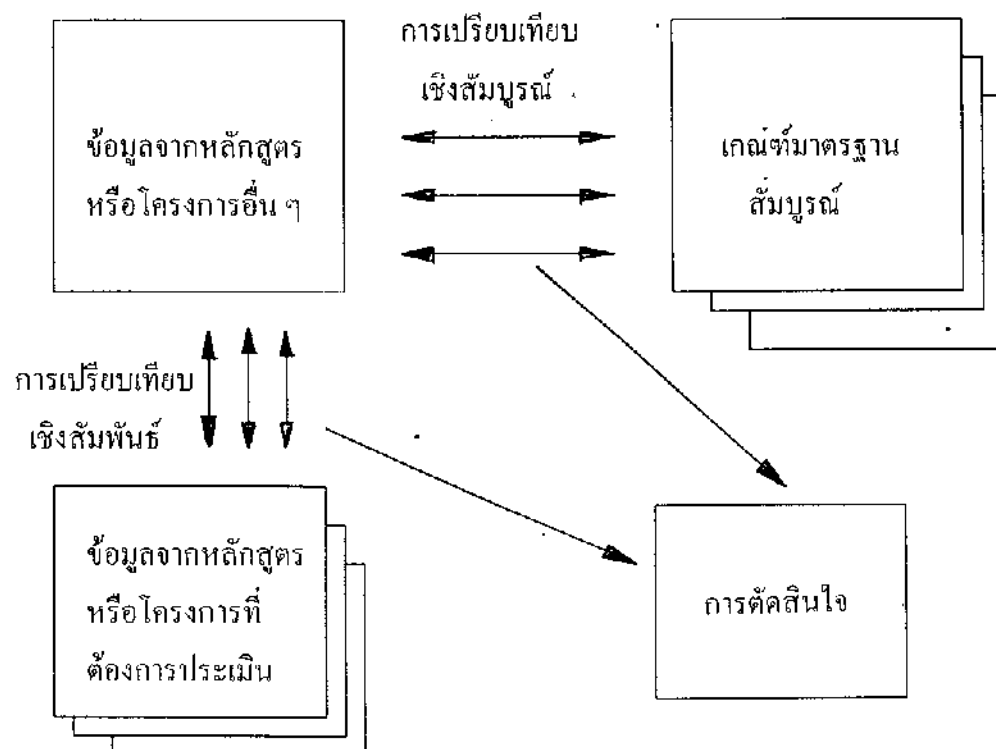 การเปรียบเทียบ
เชิงสัมบูรณ์
ข้อมูลจากหลักสูตร
หรือโครงการอื่น ๆ
เกณฑ์มาตรฐาน
สัมบูรณ์
การเปรียบเทียบ
เชิงสัมพันธ์
ข้อมูลจากหลักสูตร
หรือโครงการที่
ต้องการประเมิน
การตัดสินใจ